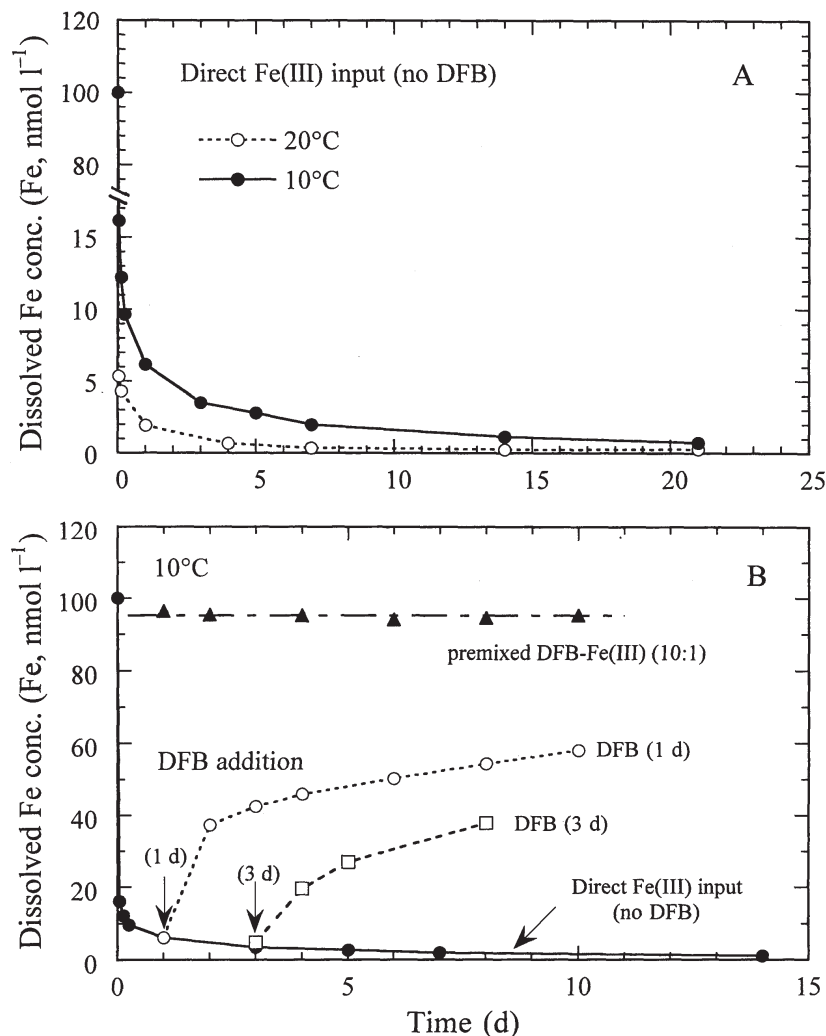 120
100
80
15
10
5
0
Dissolved Fe conc. (Fe, nmol l⁻¹)
Direct Fe(III) input (no DFB)
A
20°C
10°C
0 5 10 15 20 25
120
100
80
60
40
20
0
Dissolved Fe conc. (Fe, nmol l⁻¹)
10°C
B
premixed DFB-Fe(III) (10:1)
DFB addition
DFB (1 d)
DFB (3 d)
(1 d)
(3 d)
Direct Fe(III) input
(no DFB)
0 5 10 15
Time (d)